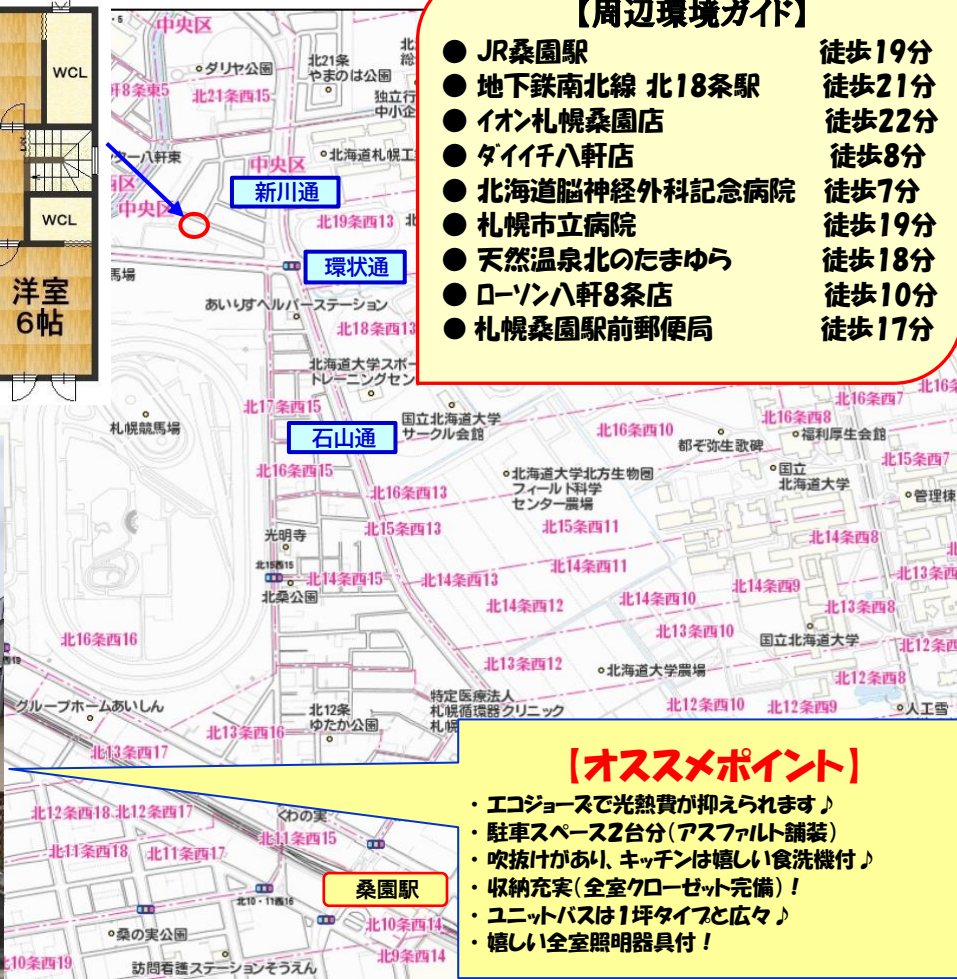 WCL
WCL
洋室
6帖
【周辺環境ガイド】
● JR桑園駅 徒歩19分
● 地下鉄南北線 北18条駅 徒歩21分
● イオン札幌桑園店 徒歩22分
● ダイイチ八軒店 徒歩8分
● 北海道脳神経外科記念病院 徒歩7分
● 札幌市立病院 徒歩19分
● 天然温泉北のたまゆら 徒歩18分
● ローソン八軒8条店 徒歩10分
● 札幌桑園駅前郵便局 徒歩17分
中央区
ダリヤ公園
北21条
やまのは公園
軒8条東5
北21条西15
独立行
中小企
ター八軒東
中央区
北海道札幌工
新川通
中央区
北19条西13
環状通
馬場
あいりすヘルパーステーション
北18条西13
北海道大学スポー
トレーニングセン
北17条西15
国立北海道大学
サークル会館
札幌競馬場
石山通
北16条西10
北16条西8
北16条西7
都ぞ弥生歌碑
福利厚生会館
北16条西15
北15条西7
国立
北海道大学
北海道大学北方生物圏
フィールド科学
センター農場
北16条西13
管理棟
光明寺
北15条西13
北15条西11
北14条西8
北15西15
北14条西15
北14条西13
北14条西11
北13条西
北桑公園
北14条西9
北14条西12
北14条西10
北13条西8
北16条西16
北13条西10
国立北海道大学
北12条西
北13条西12
北海道大学農場
北12条西8
グループホームあいしん
北12条
ゆたか公園
特定医療法人
札幌循環器クリニック
北12条西10
北12条西9
人工雪
北13条西16
北13条西17
北12条西18
北12条西17
くわの実
北11条西15
北11条西18
北11条西17
桑園駅
北10・11西16
北10条西14
桑の実公園
北9条西14
北10条西19
訪問看護ステーションそうえん
【オススメポイント】
・エコジョーズで光熱費が抑えられます♪
・駐車スペース2台分(アスファルト舗装)
・吹抜けがあり、キッチンは嬉しい食洗機付♪
・収納充実(全室クローゼット完備)！
・ユニットバスは1坪タイプと広々♪
・嬉しい全室照明器具付！